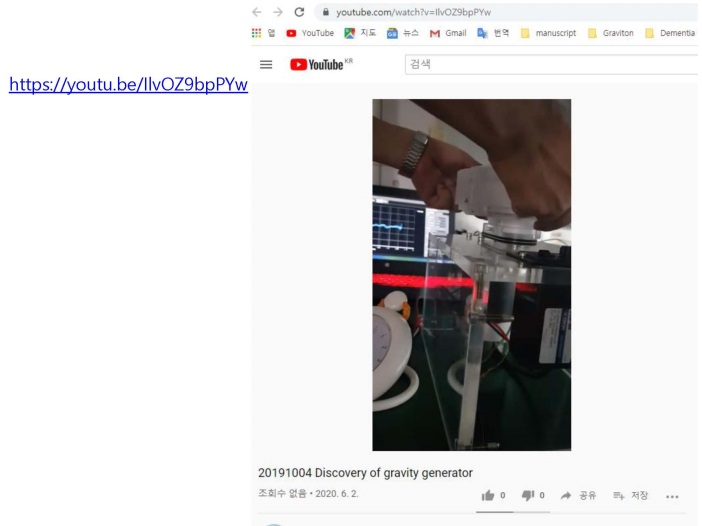 youtube.com/watch?v=IlvOZ9bpPYw
앱 YouTube 지도 뉴스 Gmail 번역 manuscript Graviton Dementia
YouTube KR
검색
https://youtu.be/IlvOZ9bpPYw
20191004 Discovery of gravity generator
조회수 없음 • 2020. 6. 2.
0 0 공유 저장